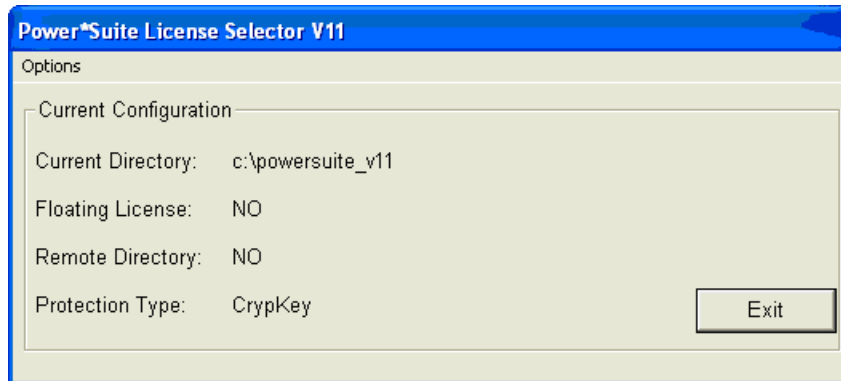 Power*Suite License Selector V11
Options
Current Configuration
Current Directory: c:\powersuite_v11
Floating License: NO
Remote Directory: NO
Protection Type: CrypKey
Exit